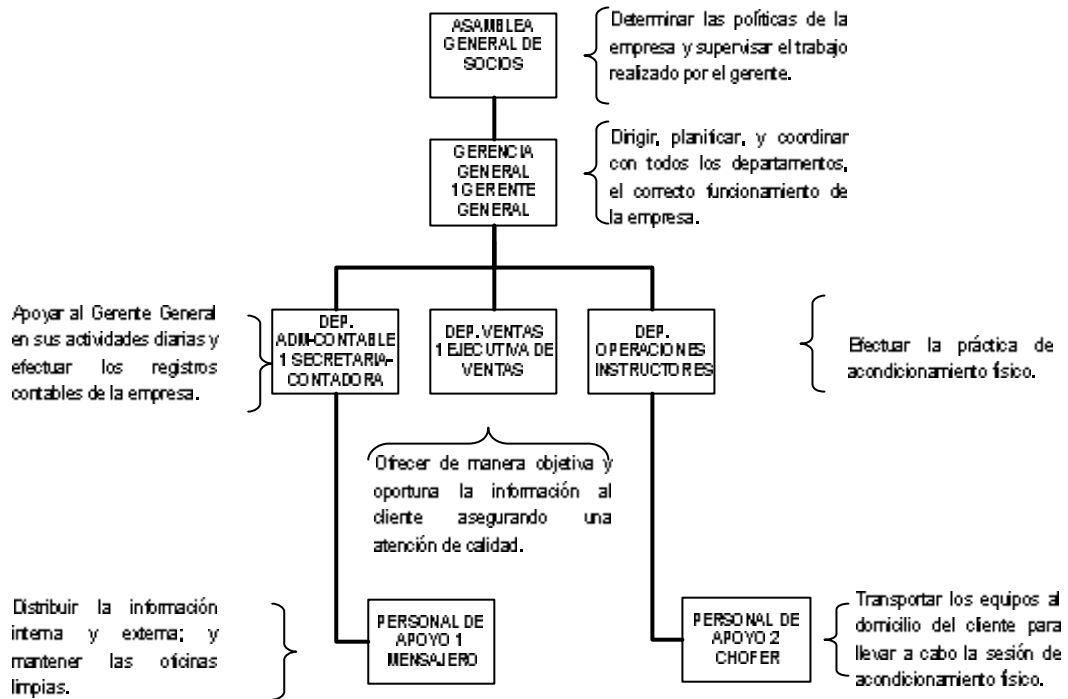 ASAMBLEA
GENERAL DE
SOCIOS
Determinar las políticas de la
empresa y supervisar el trabajo
realizado por el gerente.
GERENCIA
GENERAL
1 GERENTE
GENERAL
Dirigir, planificar, y coordinar
con todos los departamentos,
el correcto funcionamiento de
la empresa.
Apoyar al Gerente General
en sus actividades diarias y
efectuar los registros
contables de la empresa.
DEP.
ADM-CONTABLE
1 SECRETARIA-
CONTADORA
DEP. VENTAS
1 EJECUTIVA DE
VENTAS
DEP.
OPERACIONES
INSTRUCTORES
Efectuar la práctica de
acondicionamiento físico.
Ofrecer de manera objetiva y
oportuna la información al
cliente asegurando una
atención de calidad.
Distribuir la información
interna y externa; y
mantener las oficinas
limpias.
PERSONAL DE
APOYO 1
MENSAJERO
PERSONAL DE
APOYO 2
CHOFER
Transportar los equipos al
domicilio del cliente para
llevar a cabo la sesión de
acondicionamiento físico.